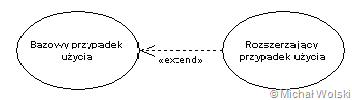 Bazowy przypadek
użycia
Rozszerzający
przypadek użycia
«extend»
©Michał Wolski